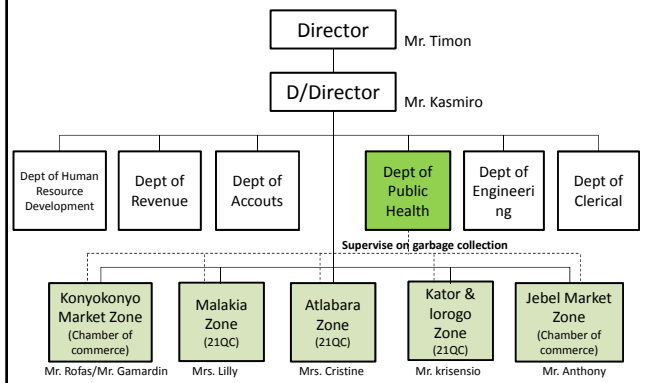 Director
Mr. Timon
D/Director
Mr. Kasmiro
Dept of Human
Resource
Development
Dept of
Revenue
Dept of
Accouts
Dept of
Public
Health
Dept of
Engineeri
ng
Dept of
Clerical
Supervise on garbage collection
Konyokonyo
Market Zone
(Chamber of
commerce)
Malakia
Zone
(21QC)
Atlabara
Zone
(21QC)
Kator &
lorogo
Zone
(21QC)
Jebel Market
Zone
(Chamber of
commerce)
Mr. Rofas/Mr. Gamardin
Mrs. Lilly
Mrs. Cristine
Mr. krisensio
Mr. Anthony